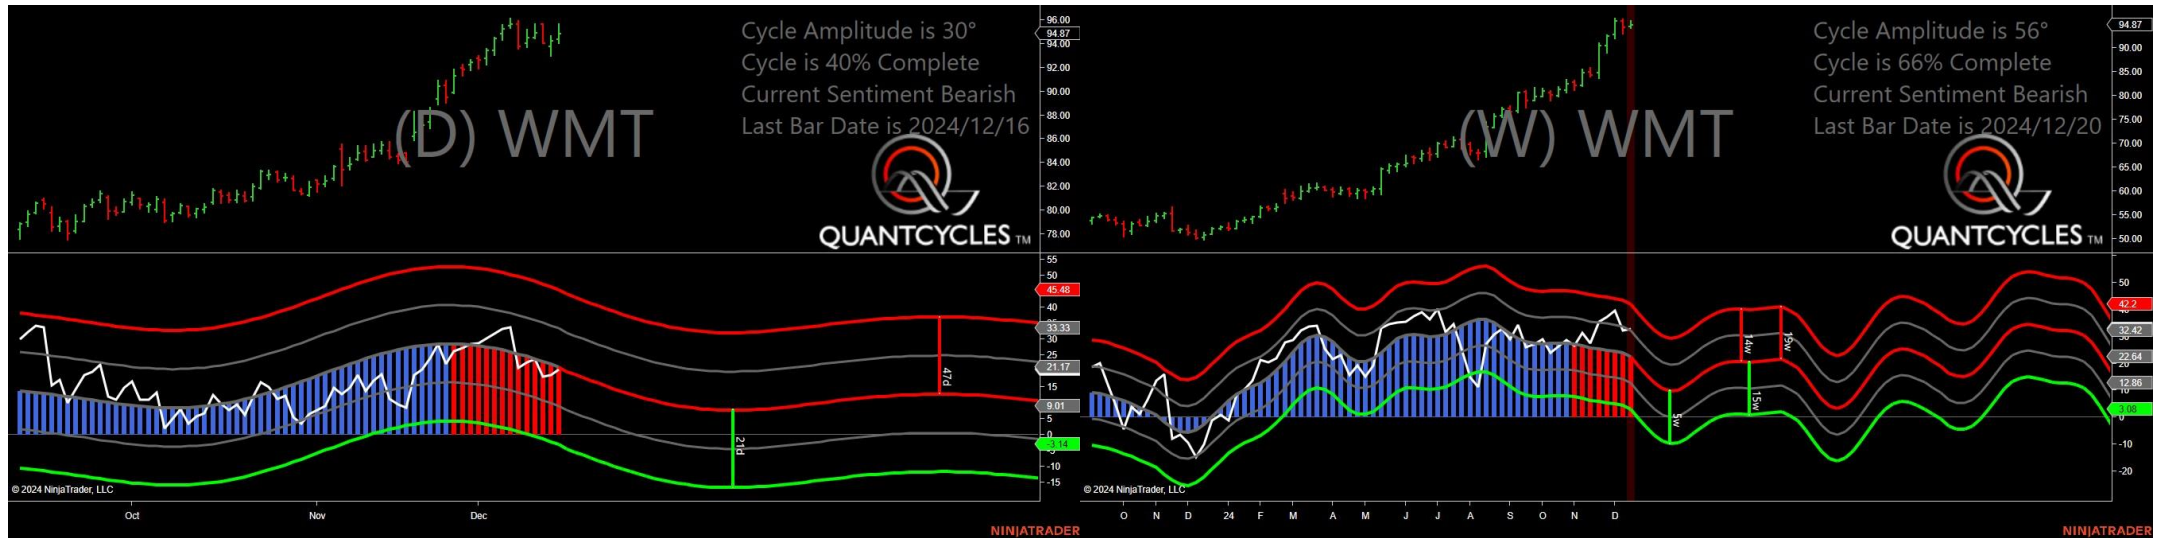 Cycle Amplitude is 30°
Cycle is 40% Complete
Current Sentiment Bearish
Last Bar Date is 2024/12/16
(D) WMT
QUANTCYCLES TM
96.00
94.87
94.00
92.00
90.00
88.00
86.00
84.00
82.00
80.00
78.00
55
50
45.48
40
33.33
30
25
21.17
15
9.01
5
0
-3.14
-10
-15
47d
21d
© 2024 NinjaTrader, LLC
Oct Nov Dec
NINJATRADER
Cycle Amplitude is 56°
Cycle is 66% Complete
Current Sentiment Bearish
Last Bar Date is 2024/12/20
(W) WMT
QUANTCYCLES TM
94.87
90.00
85.00
80.00
75.00
70.00
65.00
60.00
55.00
50.00
50
42.2
32.42
30
22.64
20
12.86
10
3.08
0
-10
-20
14w
19w
5w
15w
© 2024 NinjaTrader, LLC
O N D 24 F M A M J J A S O N D
NINJATRADER